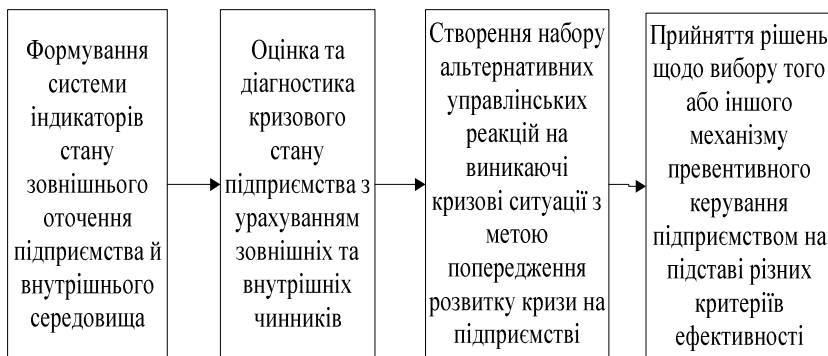 Формування
системи
індикаторів
стану
зовнішнього
оточення
підприємства й
внутрішнього
середовища
Оцінка та
діагностика
кризового
стану
підприємства з
урахуванням
зовнішніх та
внутрішніх
чинників
Створення набору
альтернативних
управлінських
реакцій на
виникаючі
кризові ситуації з
метою
попередження
розвитку кризи на
підприємстві
Прийняття рішень
щодо вибору того
або іншого
механізму
превентивного
керування
підприємством на
підставі різних
критеріїв
ефективності